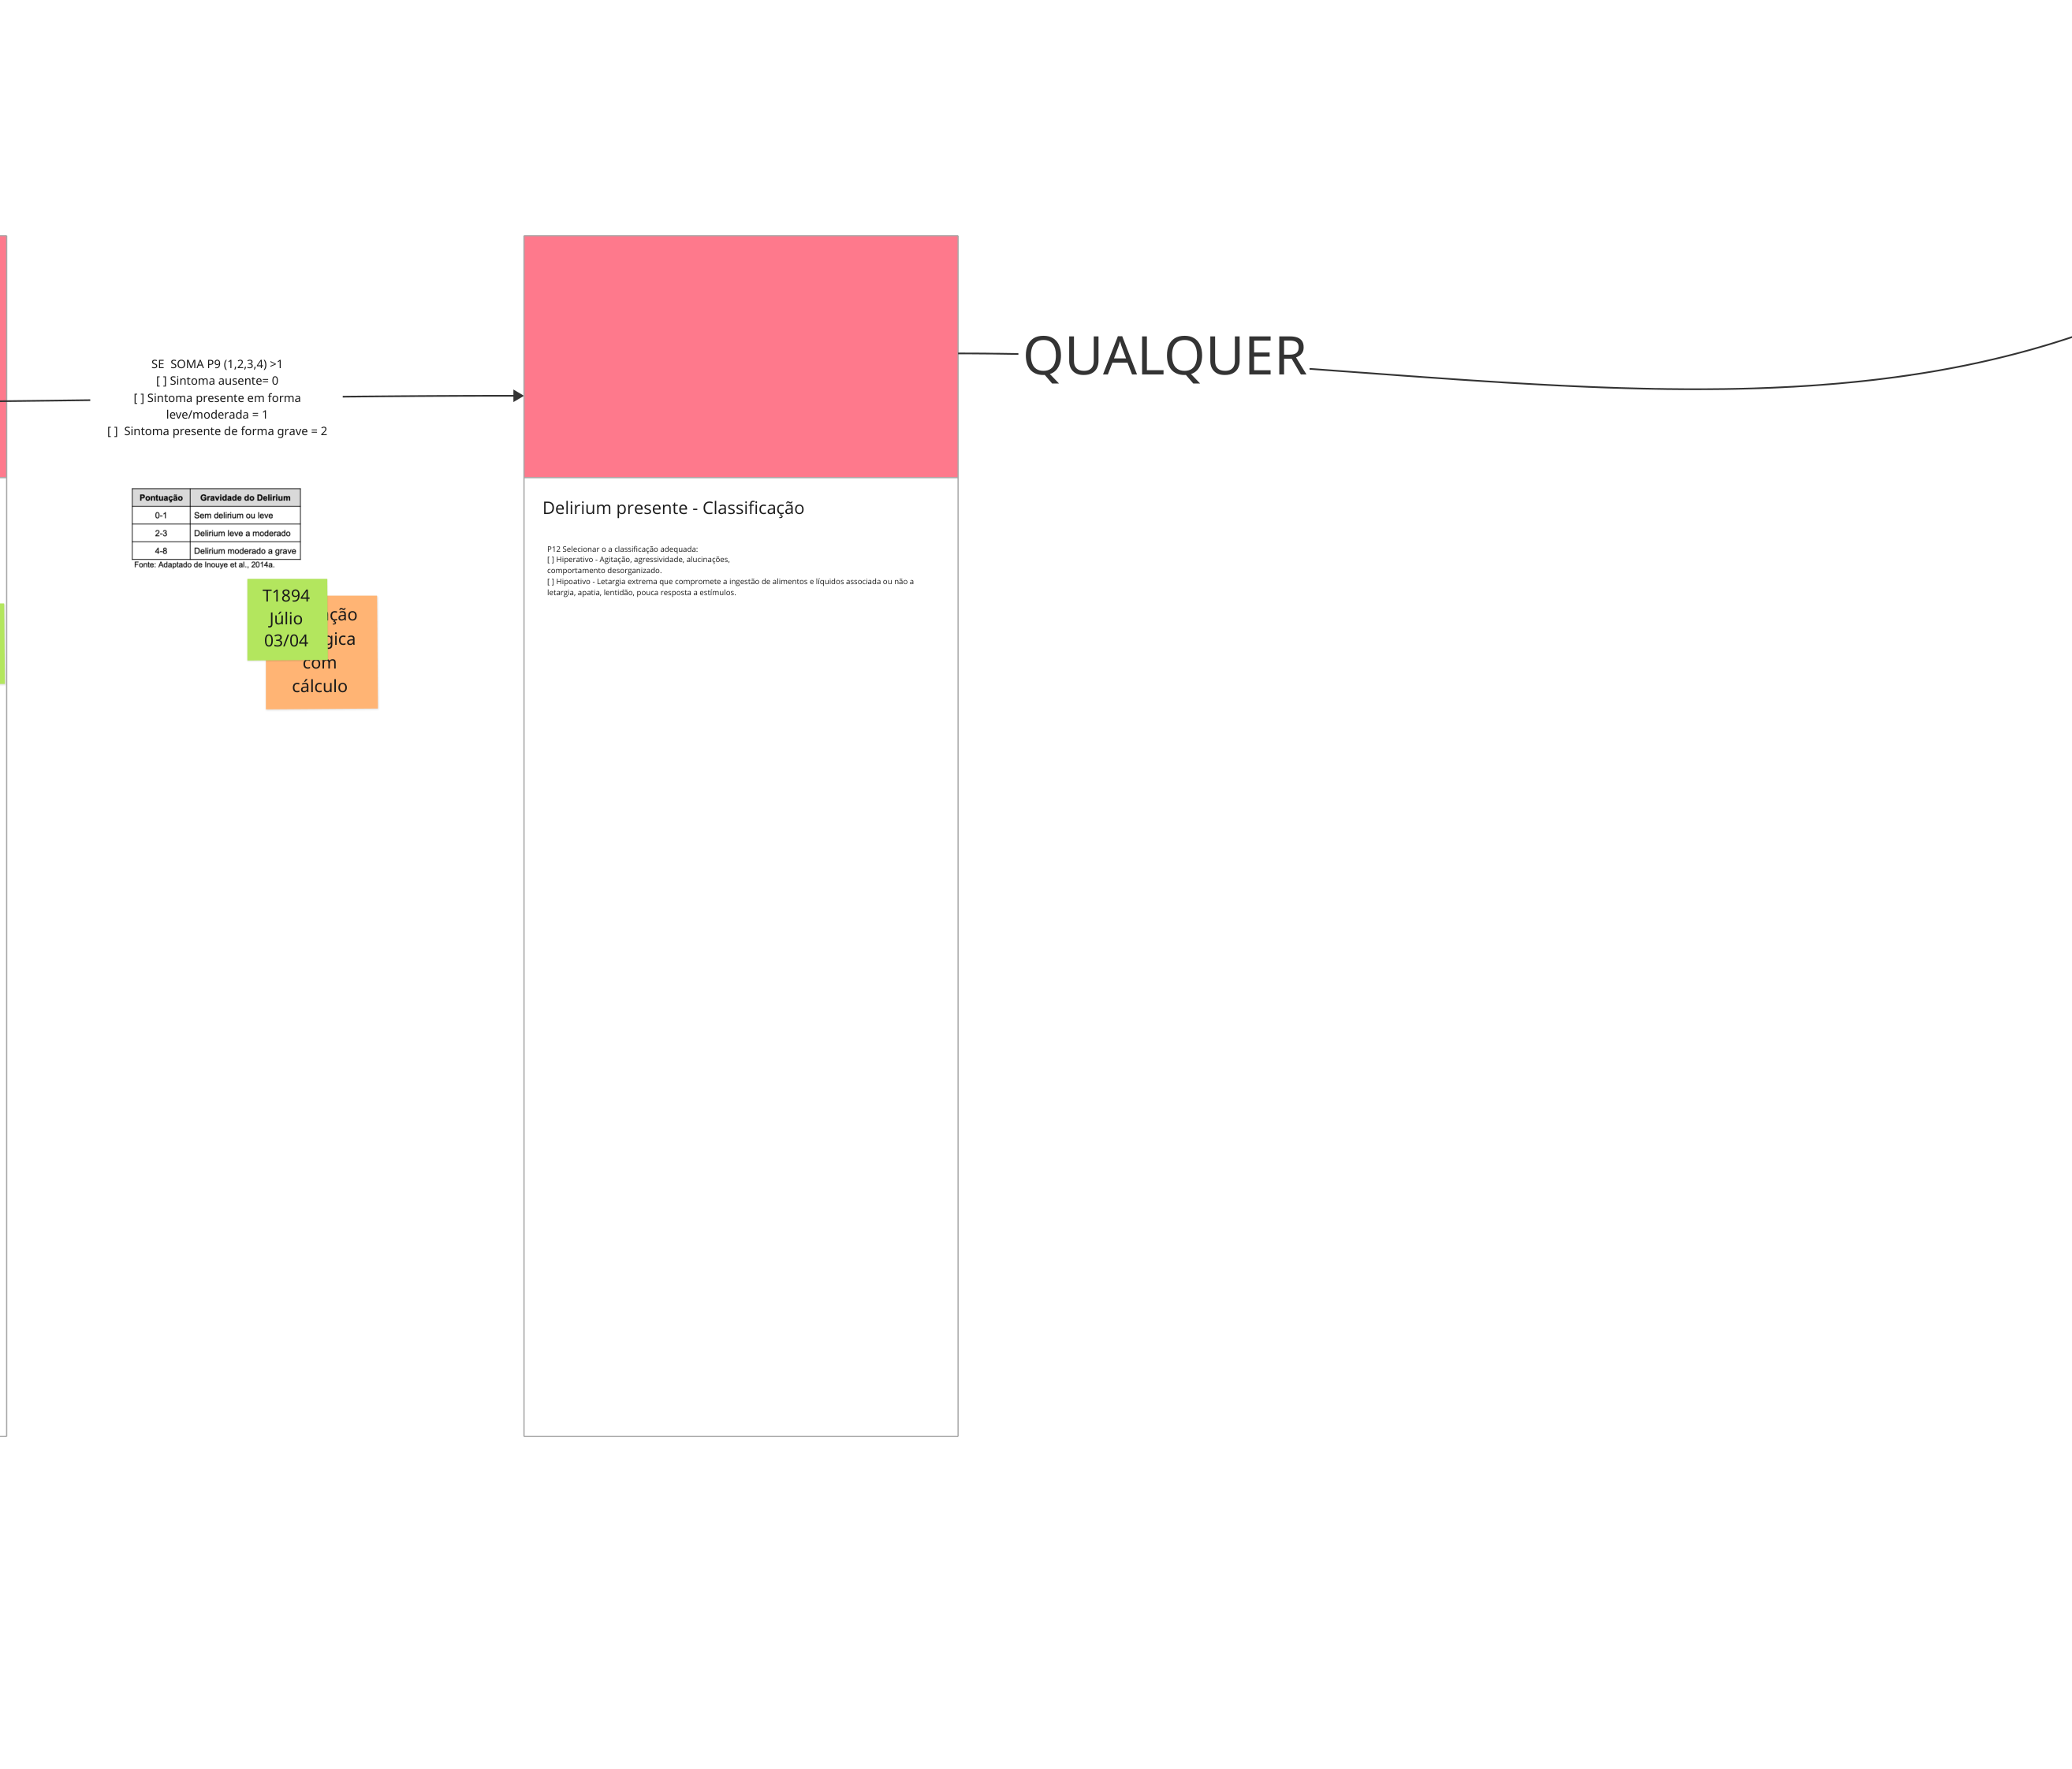 SE  SOMA P9 (1,2,3,4) >1
[ ] Sintoma ausente= 0
[ ] Sintoma presente em forma
leve/moderada = 1
[ ]  Sintoma presente de forma grave = 2
QUALQUER
Pontuação Gravidade do Delirium
0-1 Sem delirium ou leve
2-3 Delirium leve a moderado
4-8 Delirium moderado a grave
Fonte: Adaptado de Inouye et al., 2014a.
T1894
Júlio
03/04
com
cálculo
Delirium presente - Classificação
P12 Selecionar o a classificação adequada:
[ ] Hiperativo - Agitação, agressividade, alucinações,
comportamento desorganizado.
[ ] Hipoativo - Letargia extrema que compromete a ingestão de alimentos e líquidos associada ou não a
letargia, apatia, lentidão, pouca resposta a estímulos.